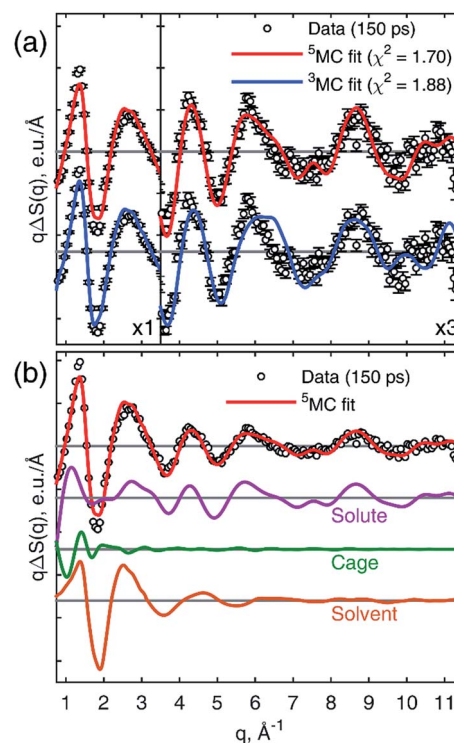 (a)
Data (150 ps)
⁵MC fit (χ² = 1.70)
³MC fit (χ² = 1.88)
qΔS(q), e.u./Å
x1
x3
(b)
Data (150 ps)
⁵MC fit
qΔS(q), e.u./Å
Solute
Cage
Solvent
1 2 3 4 5 6 7 8 9 10 11
q, Å⁻¹